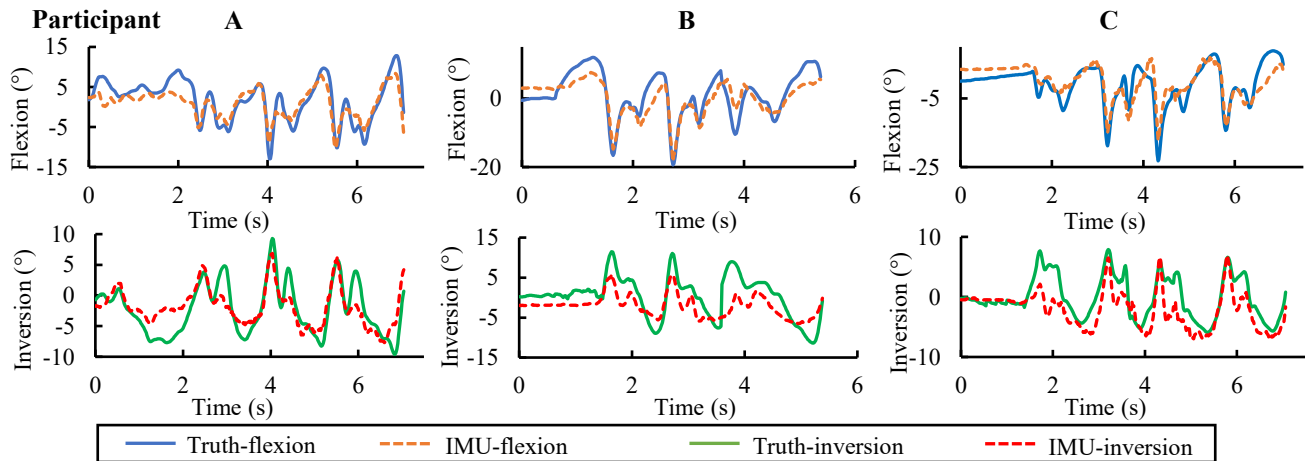 Participant A B C
Flexion (°)
15
5
-5
-15
0 2 4 6
Time (s)
Flexion (°)
0
-20
0 2 4 6
Time (s)
Flexion (°)
-5
-25
0 2 4 6
Time (s)
Inversion (°)
10
5
0
-5
-10
0 2 4 6
Time (s)
Inversion (°)
15
5
-5
-15
0 2 4 6
Time (s)
Inversion (°)
10
0
-10
0 2 4 6
Time (s)
Truth-flexion IMU-flexion Truth-inversion IMU-inversion